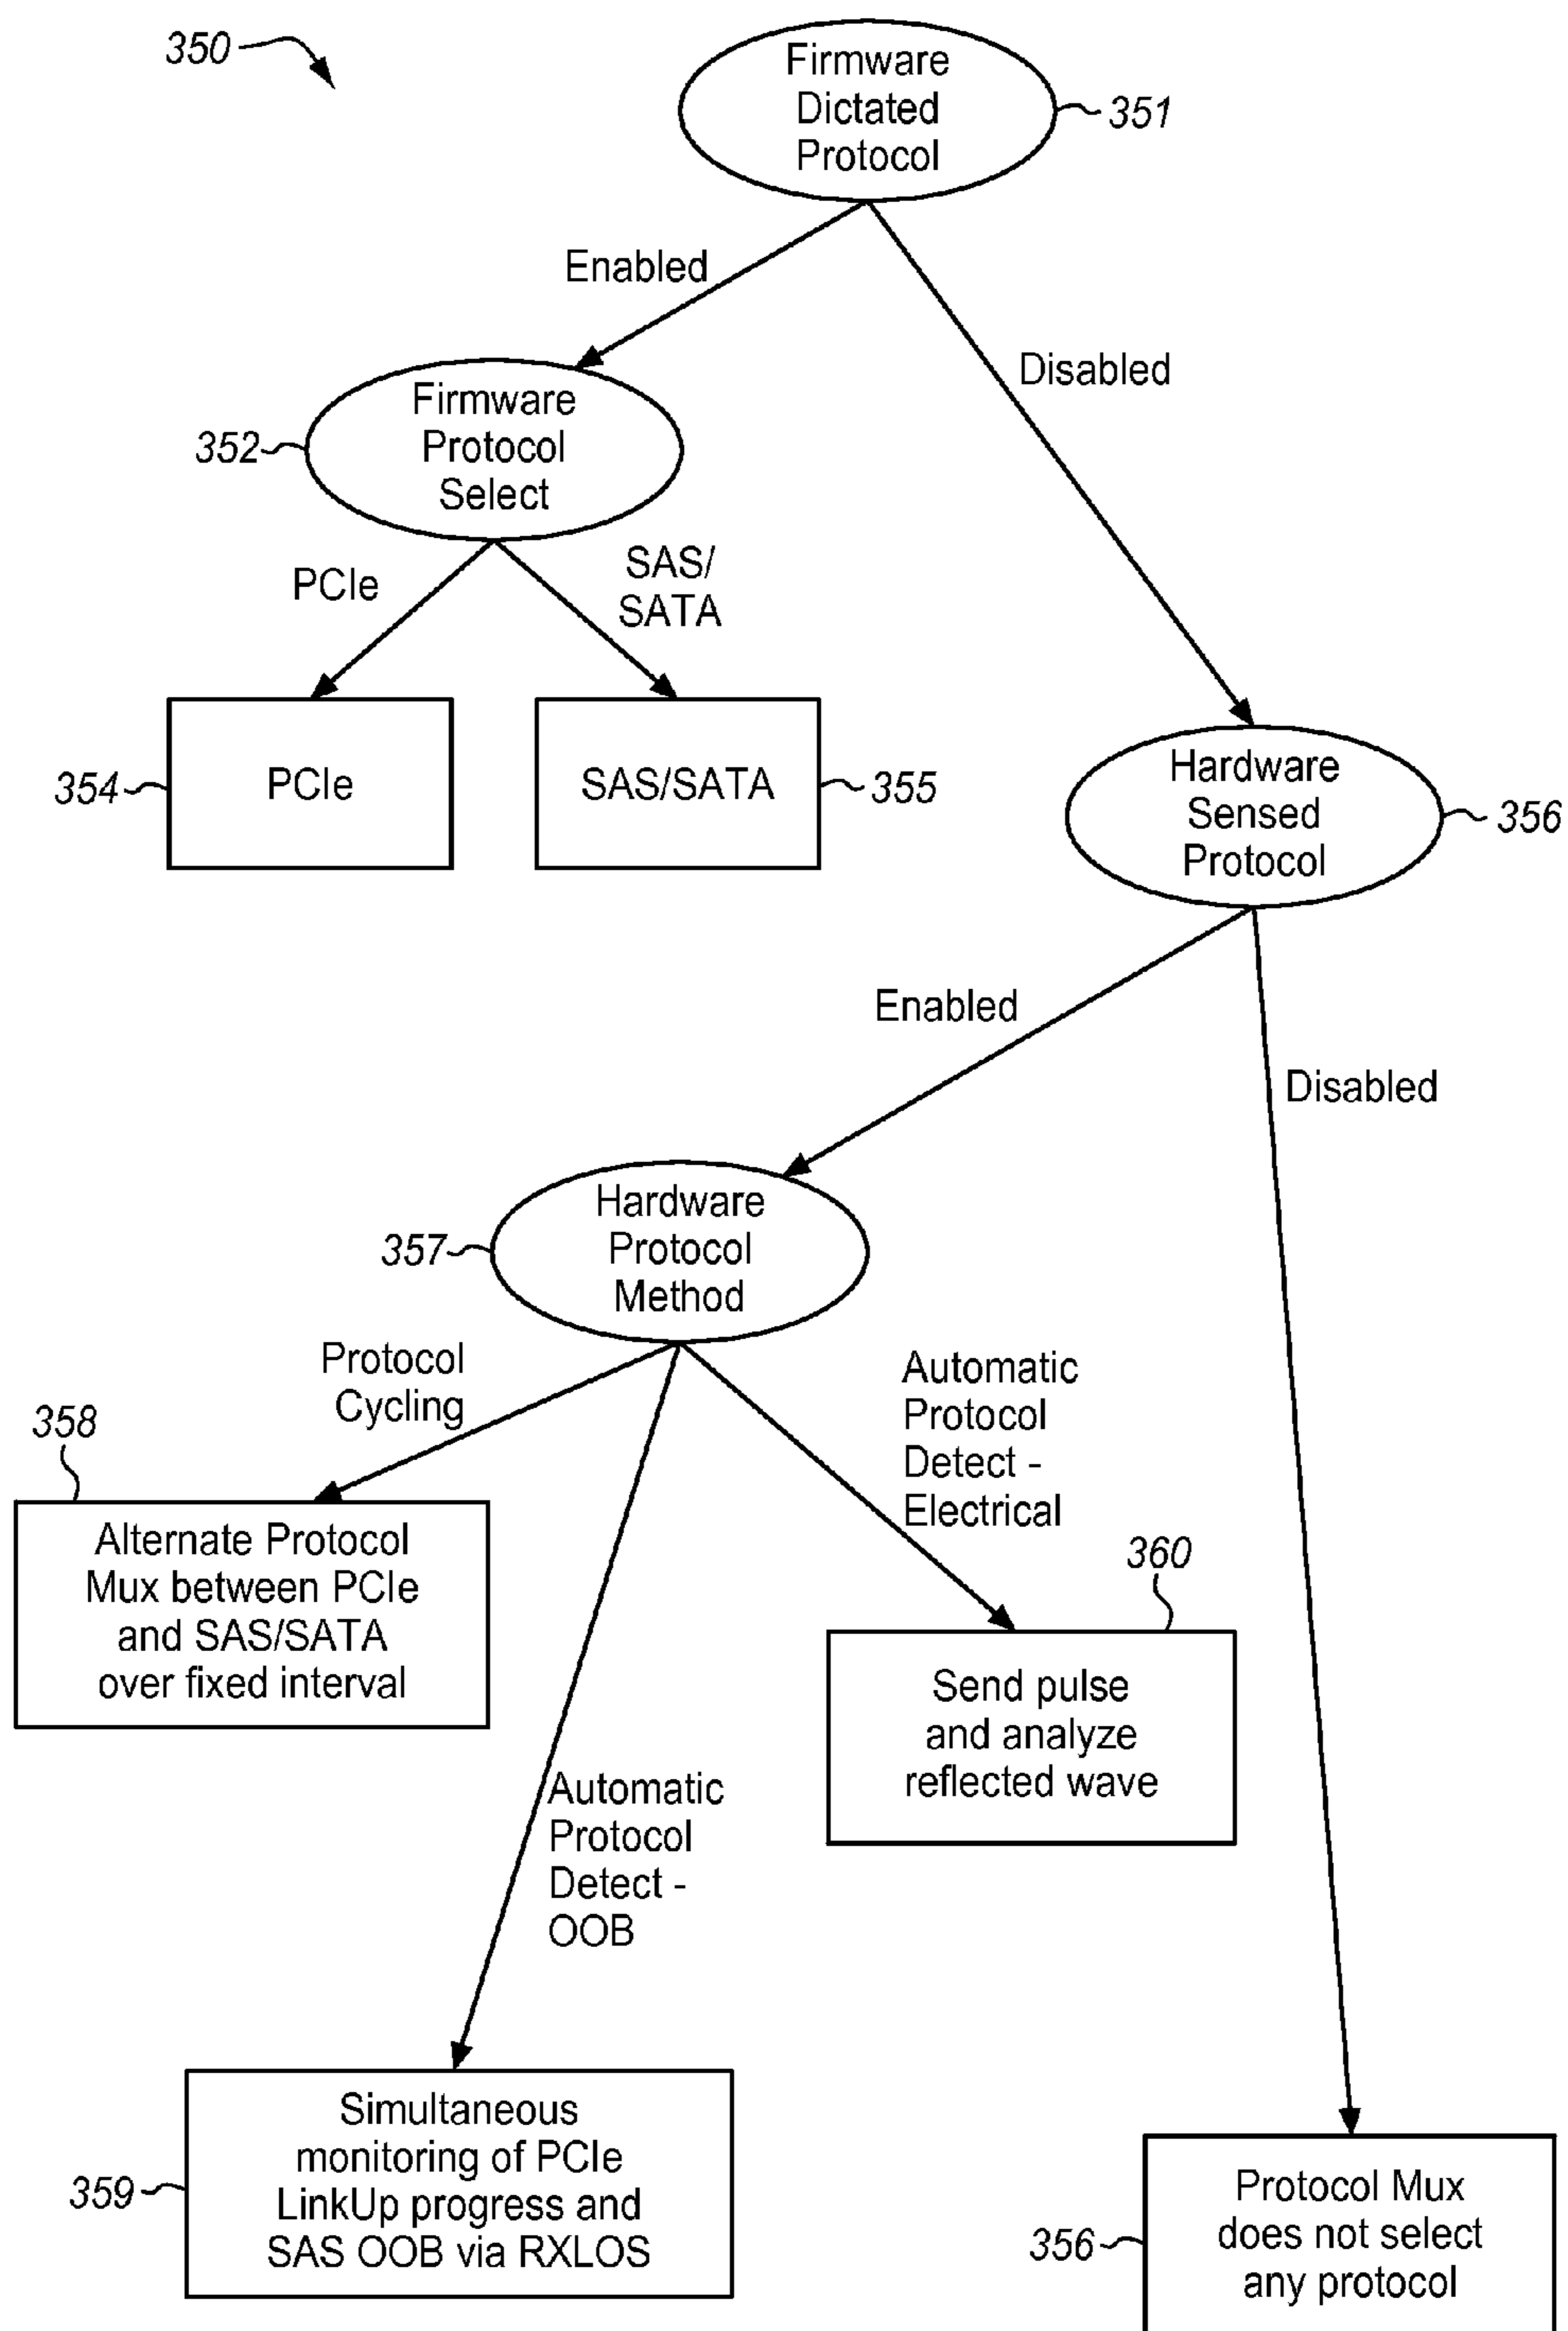 350
Firmware
Dictated
Protocol
351
Enabled
Disabled
Firmware
Protocol
Select
352
PCIe
SAS/
SATA
354
PCIe
SAS/SATA
355
Hardware
Sensed
Protocol
356
Enabled
Disabled
Hardware
Protocol
Method
357
Protocol
Cycling
Automatic
Protocol
Detect -
Electrical
358
Alternate Protocol
Mux between PCIe
and SAS/SATA
over fixed interval
360
Send pulse
and analyze
reflected wave
Automatic
Protocol
Detect -
OOB
359
Simultaneous
monitoring of PCIe
LinkUp progress and
SAS OOB via RXLOS
356
Protocol Mux
does not select
any protocol